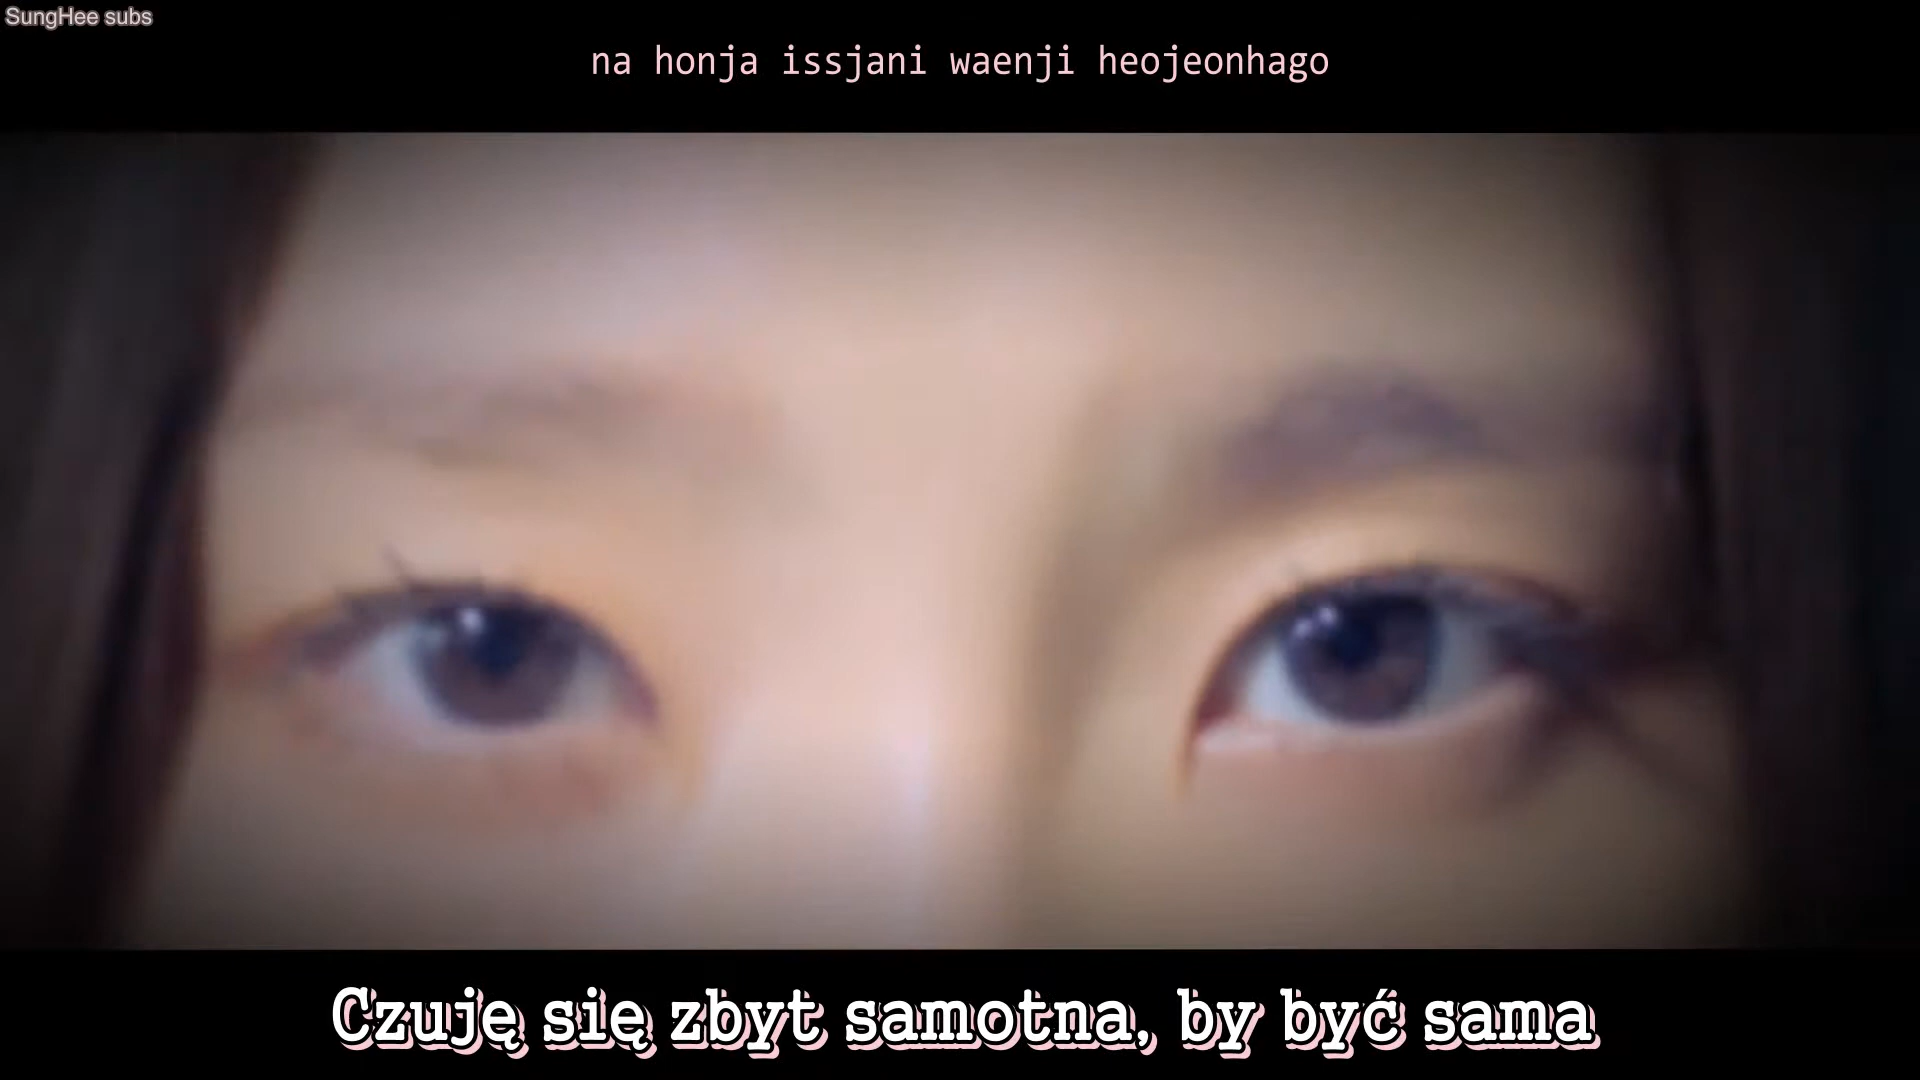 SungHee subs
na honja issjani waenji heojeonhago
Czuję się zbyt samotna, by być sama